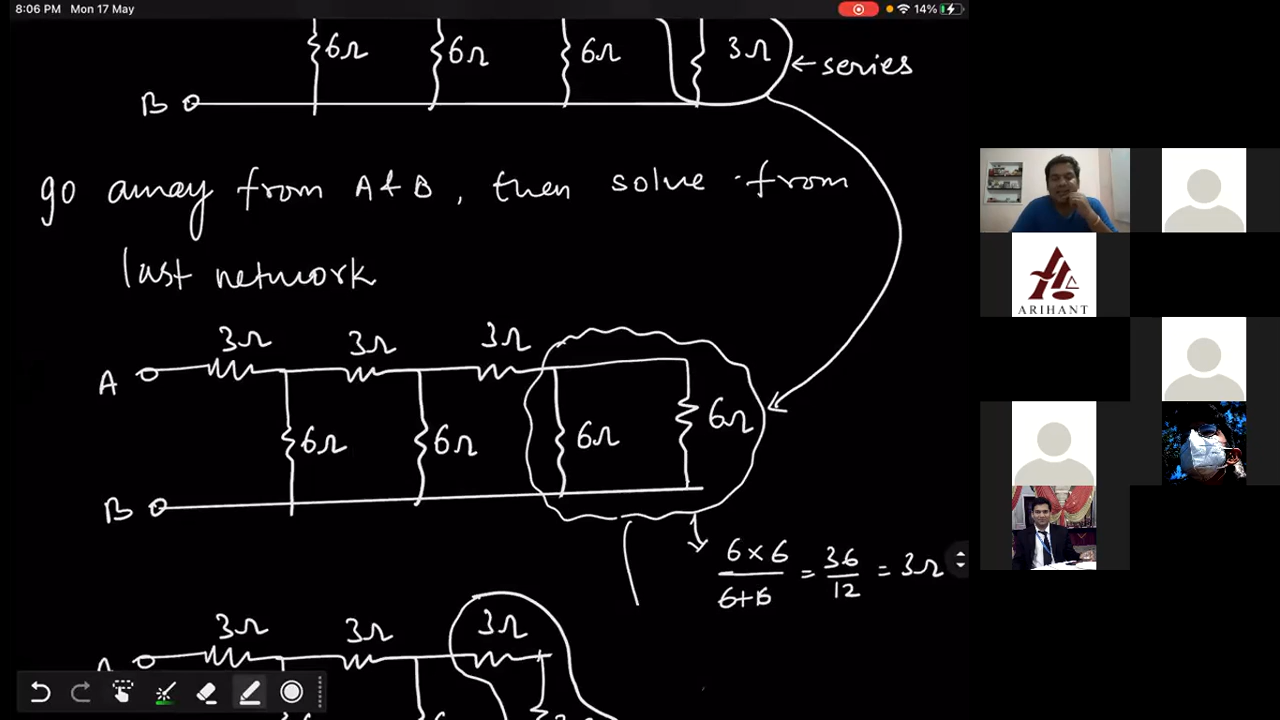 8:06 PM Mon 17 May
14%
6Ω 6Ω 6Ω 3Ω ← series
B
go away from A & B, then solve from
last network
3Ω 3Ω 3Ω
A
6Ω 6Ω 6Ω 6Ω
B
6 × 6 / 6+6 = 36 / 12 = 3Ω
3Ω 3Ω 3Ω
ARIHANT